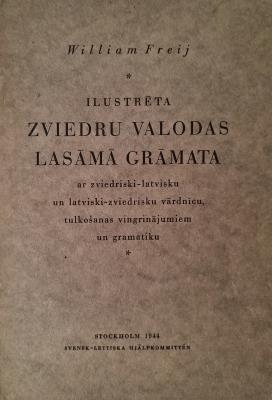 William Freij
*
ILUSTRĒTA
ZVIEDRU VALODAS
LASĀMĀ GRĀMATA
ar zviedriski-latvisku
un latviski-zviedrisku vārdnīcu,
tulkošanas vingrinājumiem
un gramatiku
*
STOCKHOLM 1944
SVENSK-LETTISKA HJÄLPKOMMITTÉN